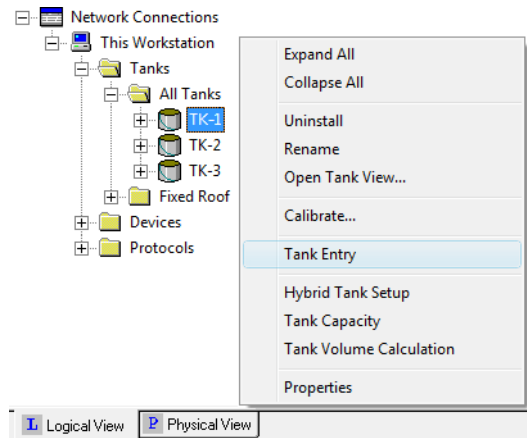 Network Connections
This Workstation
Tanks
All Tanks
TK-1
TK-2
TK-3
Fixed Roof
Devices
Protocols
Expand All
Collapse All
Uninstall
Rename
Open Tank View...
Calibrate...
Tank Entry
Hybrid Tank Setup
Tank Capacity
Tank Volume Calculation
Properties
L Logical View P Physical View